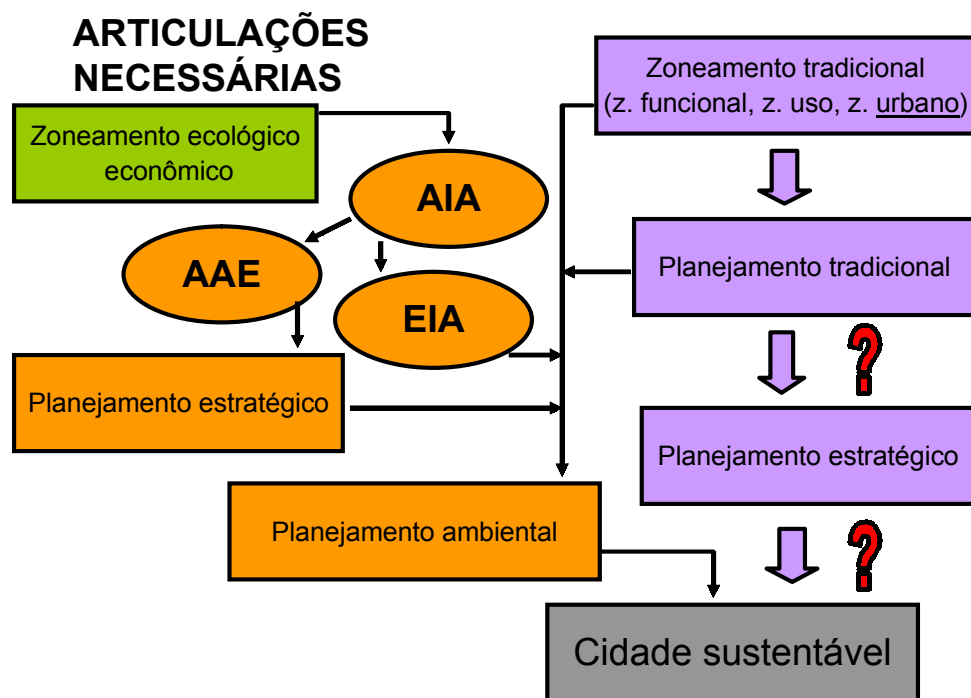 ARTICULAÇÕES
NECESSÁRIAS
Zoneamento ecológico
econômico
AIA
AAE
EIA
Planejamento estratégico
Planejamento ambiental
Zoneamento tradicional
(z. funcional, z. uso, z. urbano)
Planejamento tradicional
?
Planejamento estratégico
?
Cidade sustentável